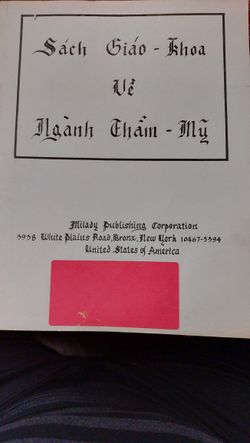 Sách Giáo-Khoa
Về
Ngành Thẩm-Mỹ
Milady Publishing Corporation
3938 White Plains Road, Bronx, New York 10467-5394
United States of America